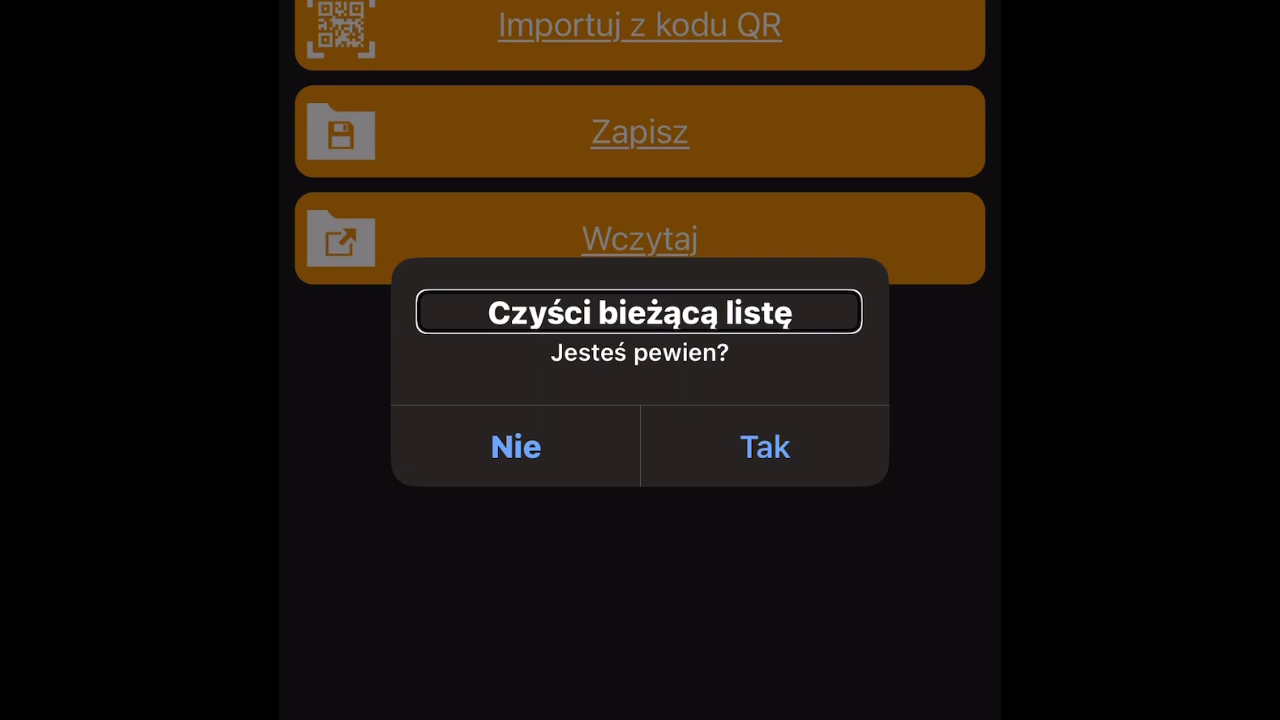 Importuj z kodu QR
Zapisz
Wczytaj
Czyści bieżącą listę
Jesteś pewien?
Nie
Tak